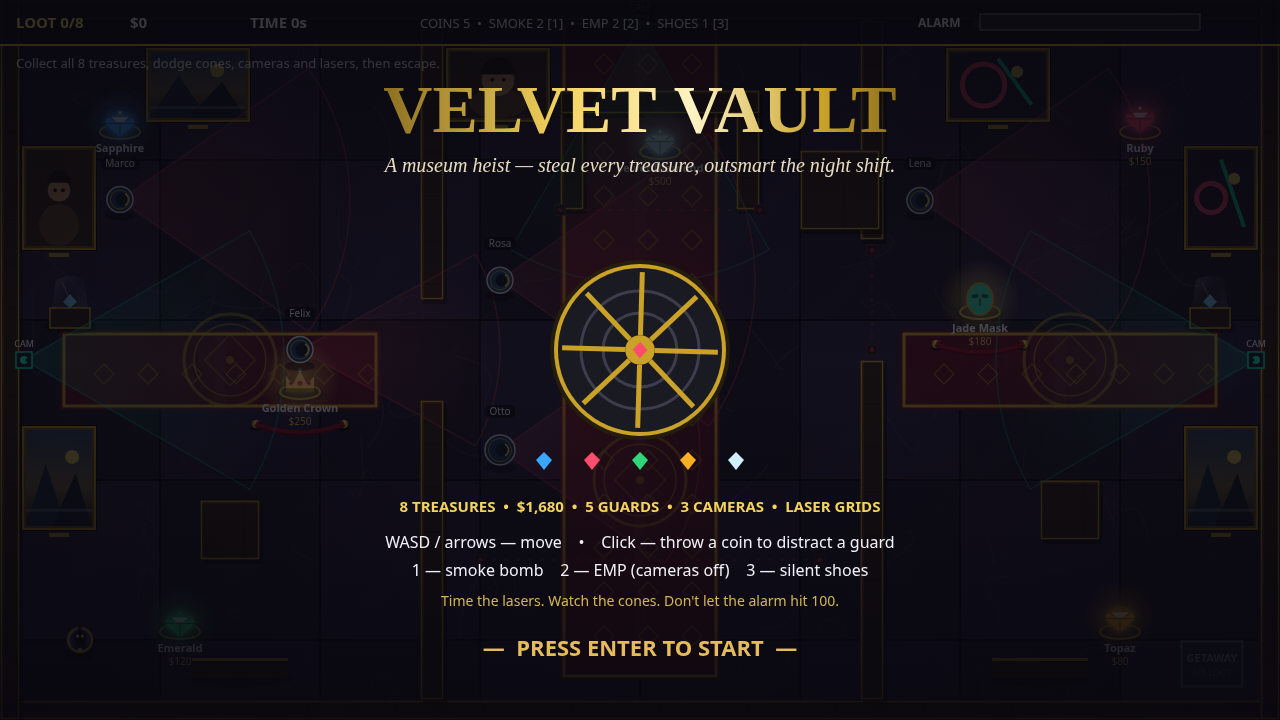 LOOT 0/8 $0 TIME 0s COINS 5 • SMOKE 2 [1] • EMP 2 [2] • SHOES 1 [3] ALARM
Collect all 8 treasures, dodge cones, cameras and lasers, then escape.
VELVET VAULT
A museum heist — steal every treasure, outsmart the night shift.
Sapphire
Marco
Ruby
$150
Lena
$500
Rosa
Felix
CAM
Jade Mask
$180
CAM
Golden Crown
$250
Otto
8 TREASURES • $1,680 • 5 GUARDS • 3 CAMERAS • LASER GRIDS
WASD / arrows — move • Click — throw a coin to distract a guard
1 — smoke bomb 2 — EMP (cameras off) 3 — silent shoes
Time the lasers. Watch the cones. Don't let the alarm hit 100.
— PRESS ENTER TO START —
Emerald
$120
Topaz
$80
GETAWAY